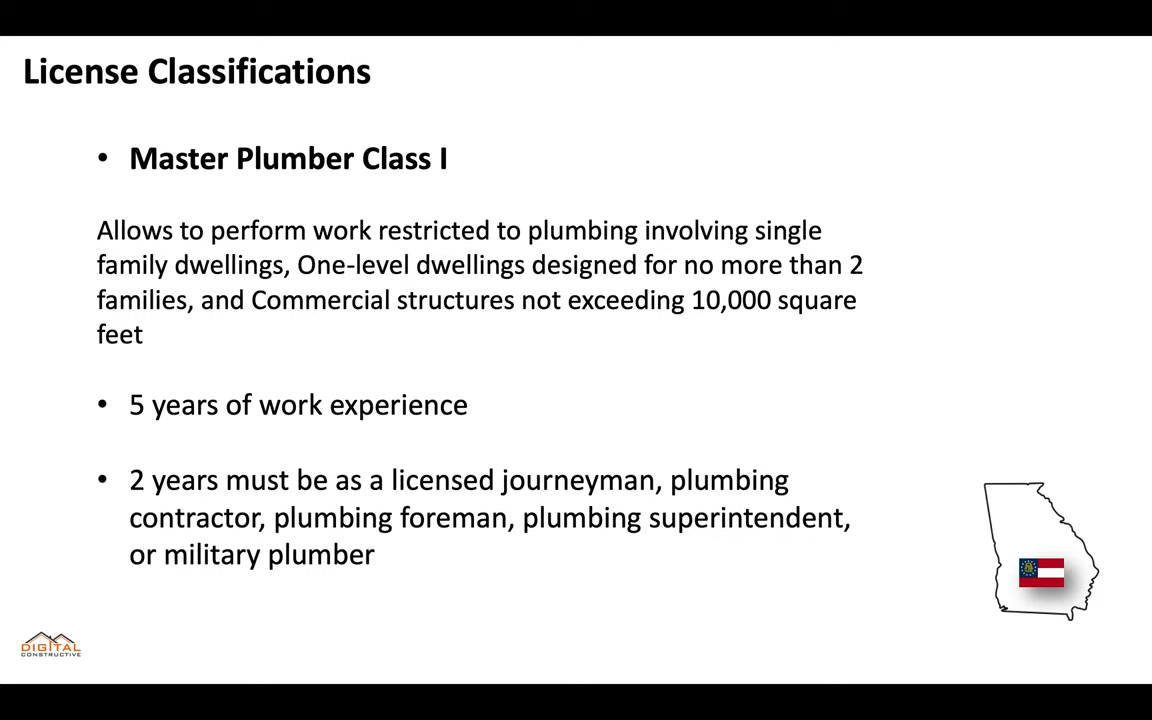 License Classifications
• Master Plumber Class I
Allows to perform work restricted to plumbing involving single
family dwellings, One-level dwellings designed for no more than 2
families, and Commercial structures not exceeding 10,000 square
feet
• 5 years of work experience
• 2 years must be as a licensed journeyman, plumbing
contractor, plumbing foreman, plumbing superintendent,
or military plumber
DIGITAL
CONSTRUCTIVE